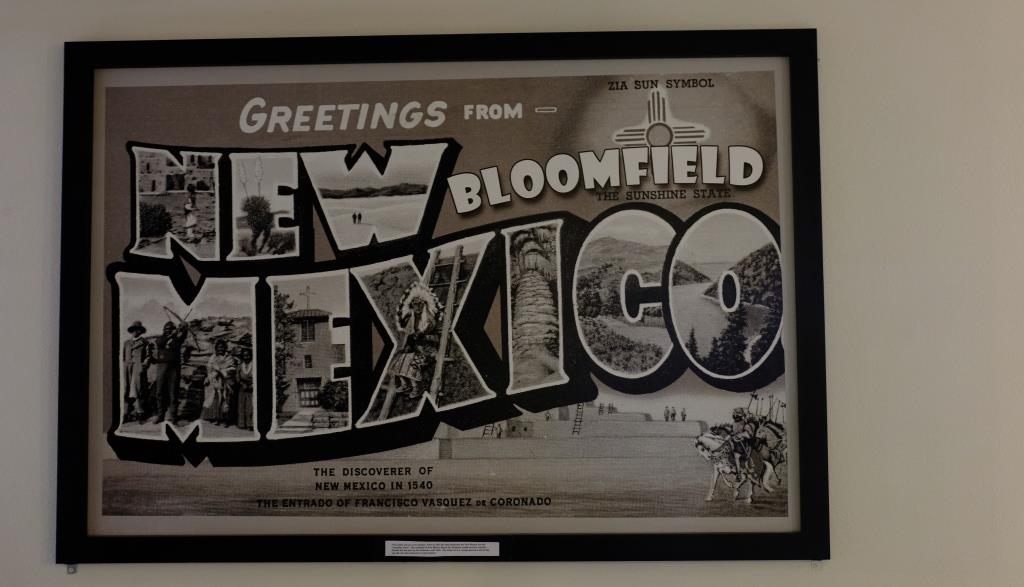 ZIA SUN SYMBOL
GREETINGS FROM —
BLOOMFIELD
THE SUNSHINE STATE
NEW
MEXICO
THE DISCOVERER OF
NEW MEXICO IN 1540
THE ENTRADO OF FRANCISCO VASQUEZ DE CORONADO